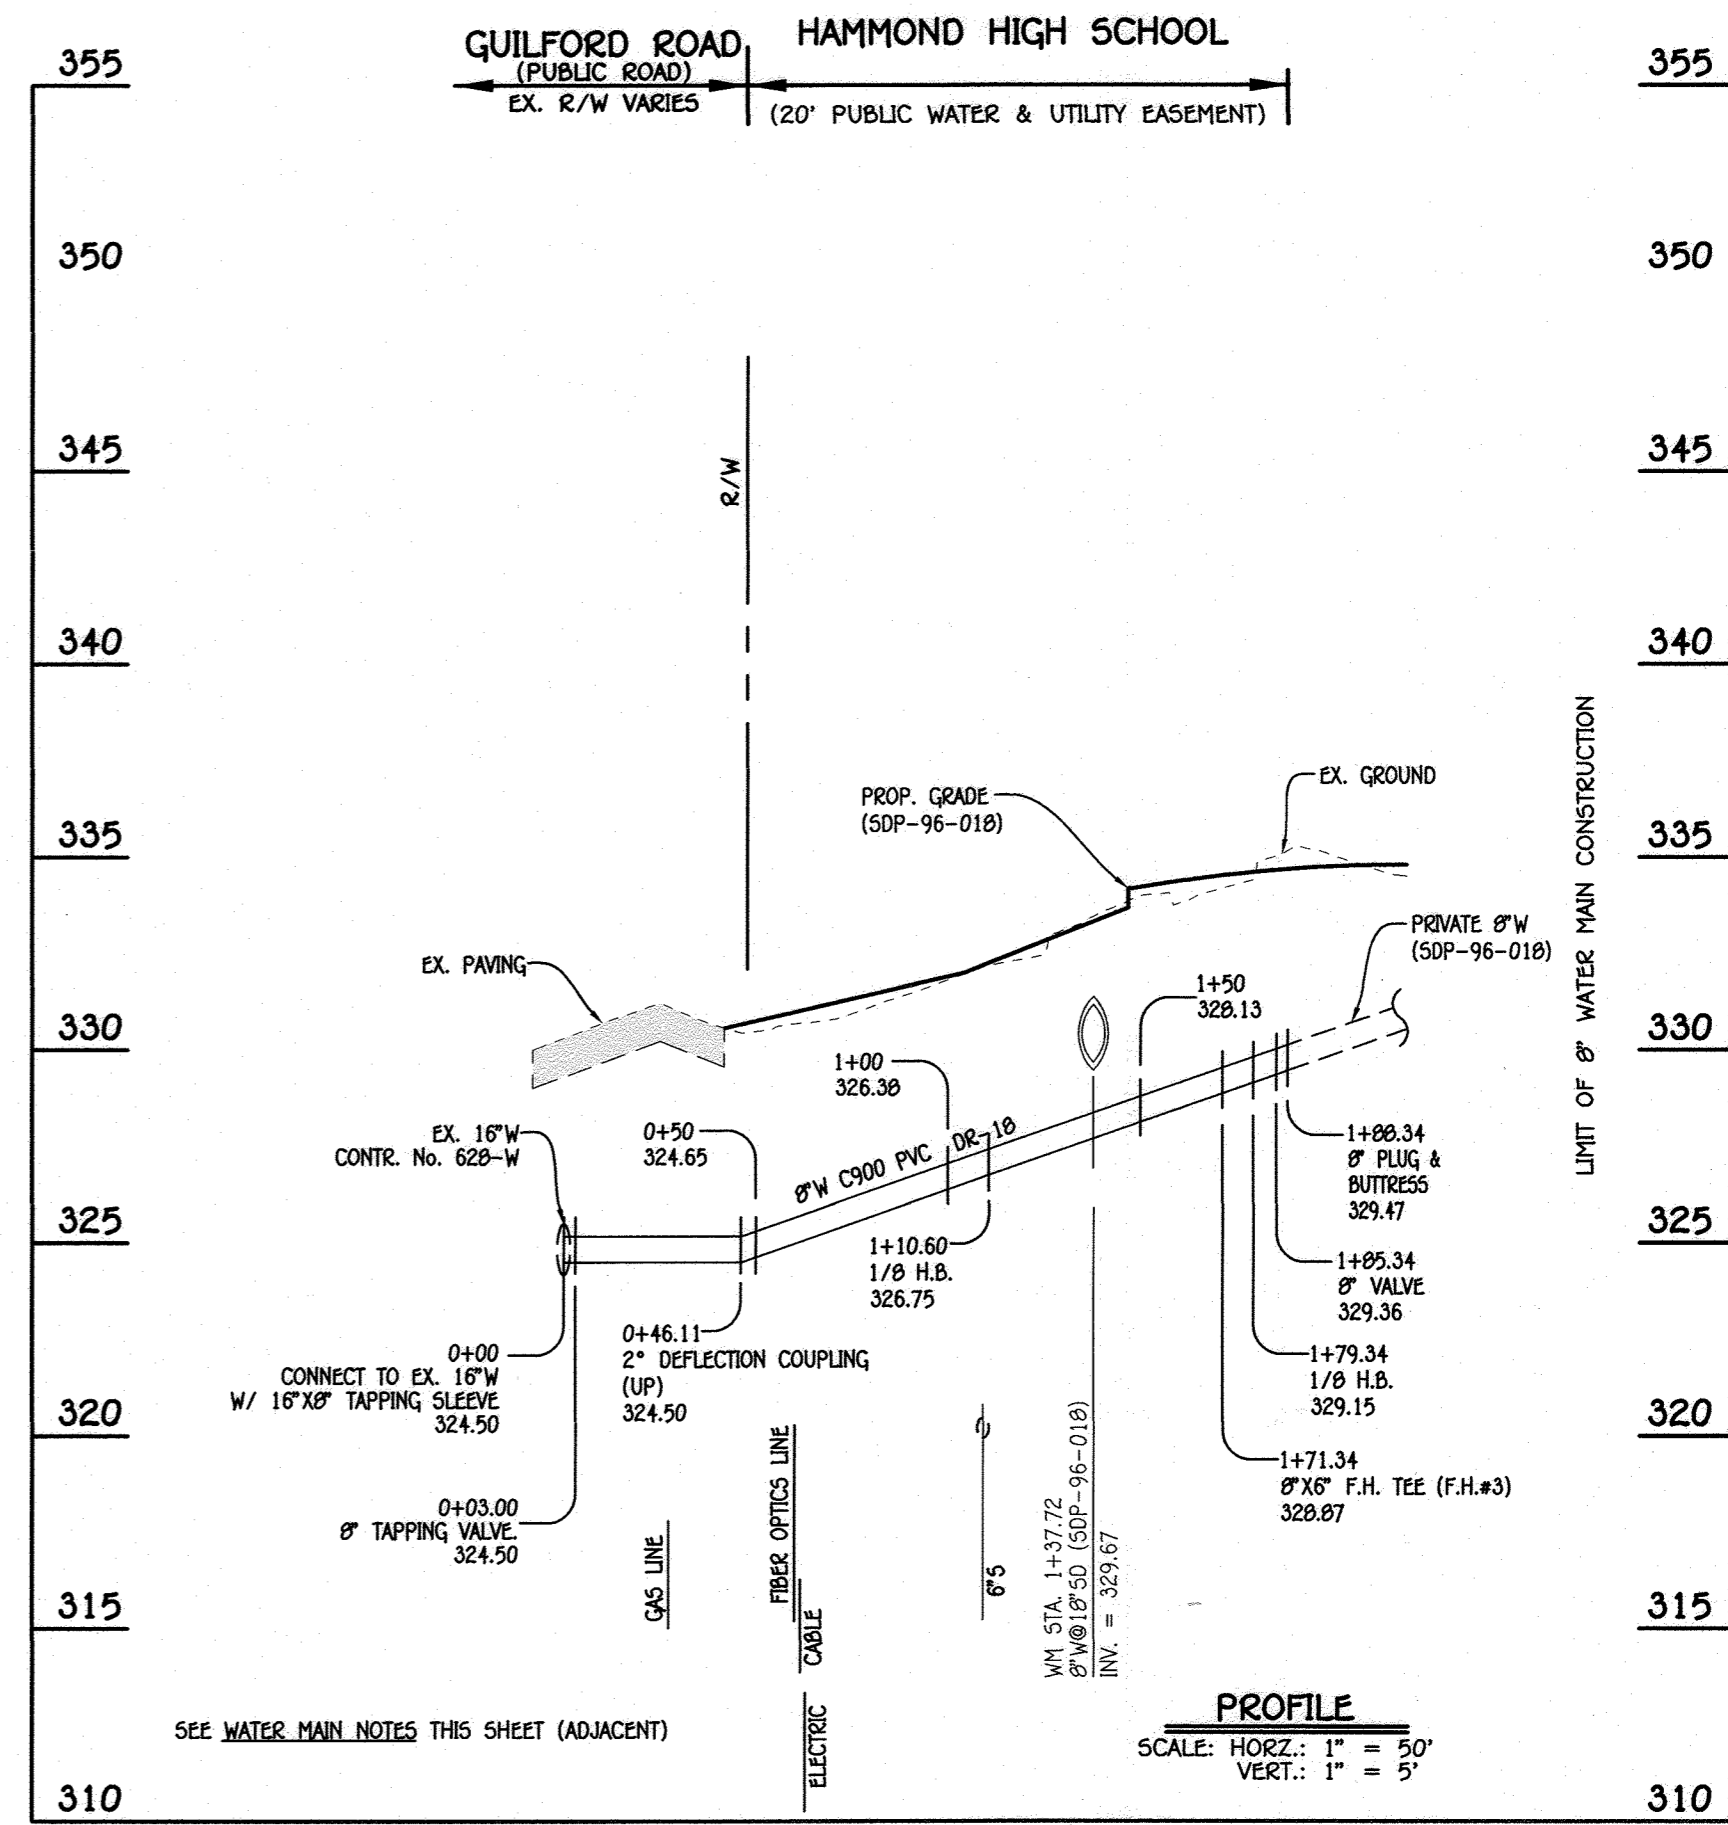 GUILFORD ROAD
(PUBLIC ROAD)
EX. R/W VARIES
HAMMOND HIGH SCHOOL
(20' PUBLIC WATER & UTILITY EASEMENT)
355
350
345
340
335
330
325
320
315
310
355
350
345
340
335
330
325
320
315
310
R/W
EX. GROUND
PROP. GRADE
(SDP-96-018)
EX. PAVING
PRIVATE 8"W
(SDP-96-018)
LIMIT OF 8" WATER MAIN CONSTRUCTION
1+50
328.13
1+00
326.38
EX. 16"W
CONTR. No. 628-W
0+50
324.65
8"W C900 PVC DR-18
1+88.34
8" PLUG &
BUTTRESS
329.47
1+10.60
1/8 H.B.
326.75
1+85.34
8" VALVE
329.36
0+46.11
2° DEFLECTION COUPLING
(UP)
324.50
0+00
CONNECT TO EX. 16"W
W/ 16"X8" TAPPING SLEEVE
324.50
1+79.34
1/8 H.B.
329.15
1+71.34
8"X6" F.H. TEE (F.H.#3)
328.87
0+03.00
8" TAPPING VALVE.
324.50
GAS LINE
FIBER OPTICS LINE
CABLE
ELECTRIC
6"S
WM STA. 1+37.72
8"W@18"SD (SDP-96-018)
INV. = 329.67
SEE WATER MAIN NOTES THIS SHEET (ADJACENT)
PROFILE
SCALE: HORZ.: 1" = 50'
VERT.: 1" = 5'